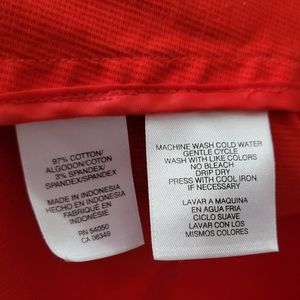 97% COTTON/
ALGODON/COTON
3% SPANDEX/
SPANDEX/SPANDEX
MADE IN INDONESIA
HECHO EN INDONESIA
FABRIQUÉ EN
INDONESIE
RN 54050
CA 08349
MACHINE WASH COLD WATER
GENTLE CYCLE
WASH WITH LIKE COLORS
NO BLEACH
DRIP DRY
PRESS WITH COOL IRON
IF NECESSARY
LAVAR A MAQUINA
EN AGUA FRIA
CICLO SUAVE
LAVAR CON LOS
MISMOS COLORES